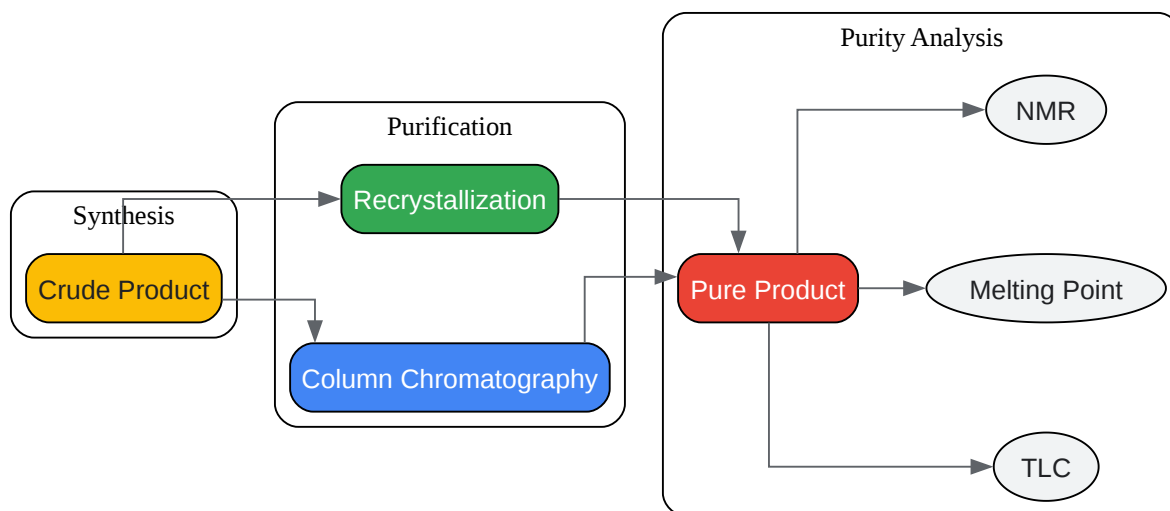 Synthesis
Crude Product
Purification
Recrystallization
Column Chromatography
Purity Analysis
Pure Product
NMR
Melting Point
TLC